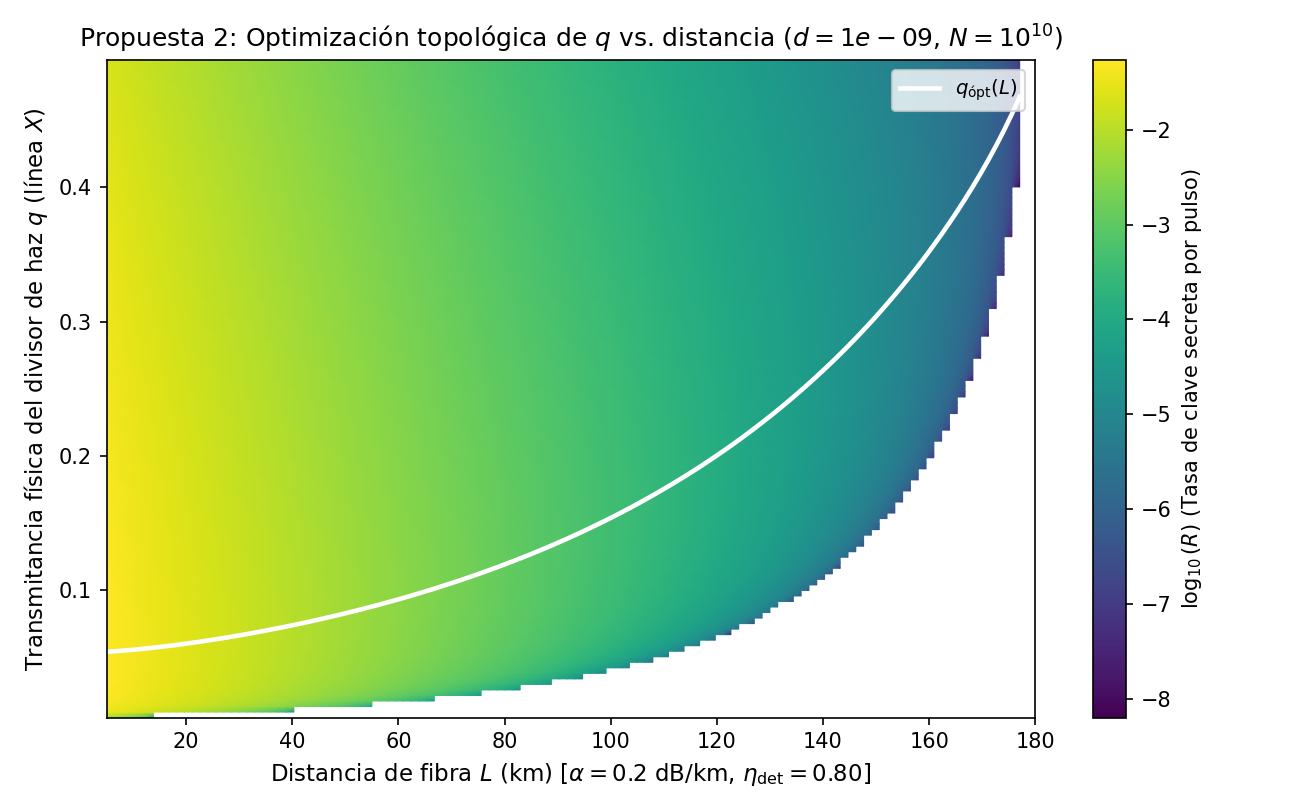 Propuesta 2: Optimización topológica de q vs. distancia (d = 1e − 09, N = 10¹⁰)
q_ópt(L)
Transmitancia física del divisor de haz q (línea X)
0.4
0.3
0.2
0.1
20 40 60 80 100 120 140 160 180
Distancia de fibra L (km) [α = 0.2 dB/km, η_det = 0.80]
−2
−3
−4
−5
−6
−7
−8
log₁₀(R) (Tasa de clave secreta por pulso)